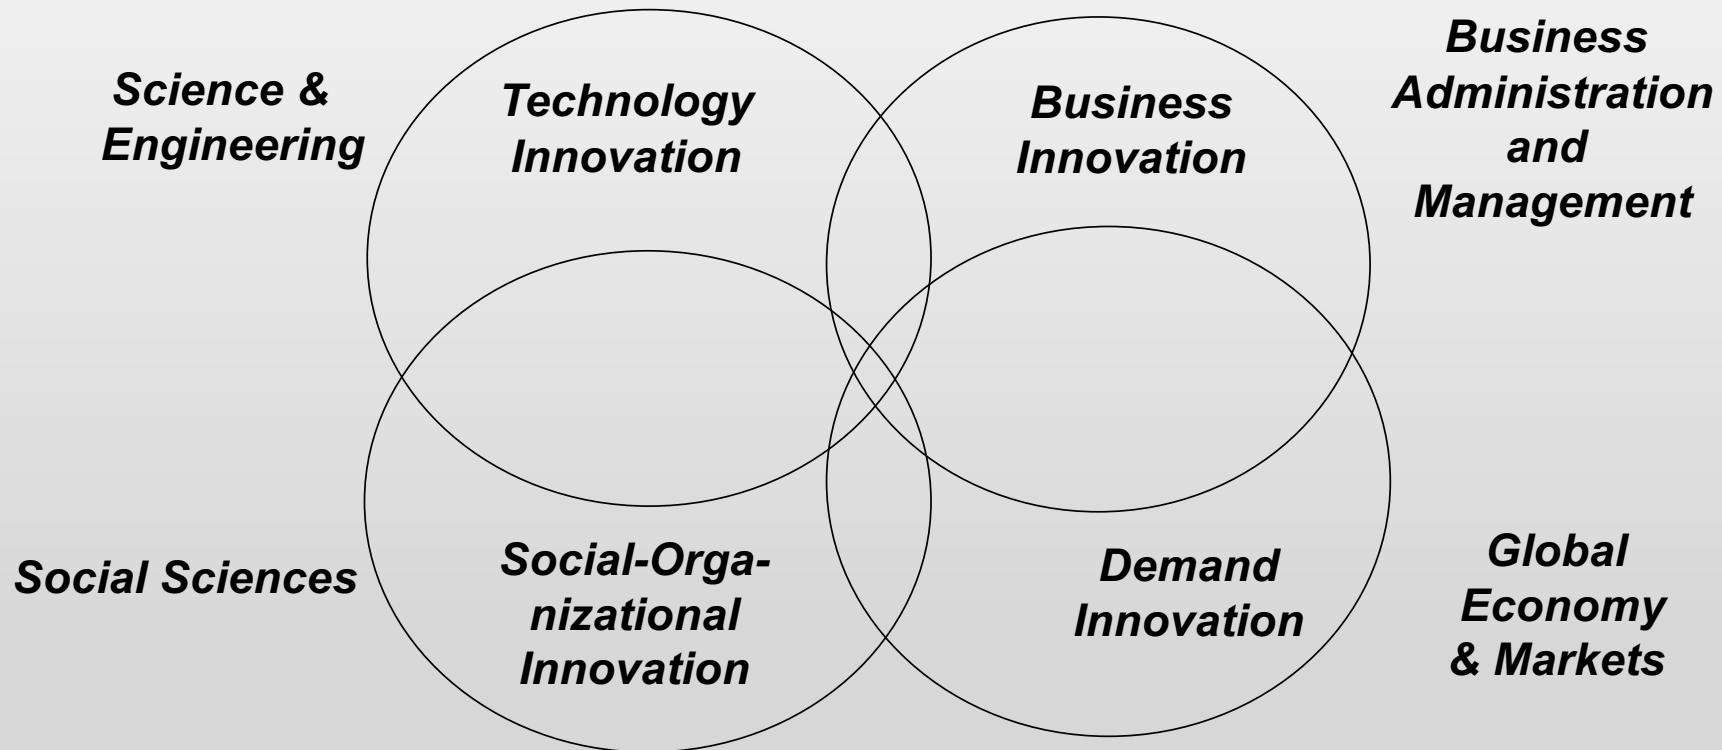 Science &
Engineering
Technology
Innovation
Business
Innovation
Business
Administration
and
Management
Social Sciences
Social-Orga-
nizational
Innovation
Demand
Innovation
Global
Economy
& Markets